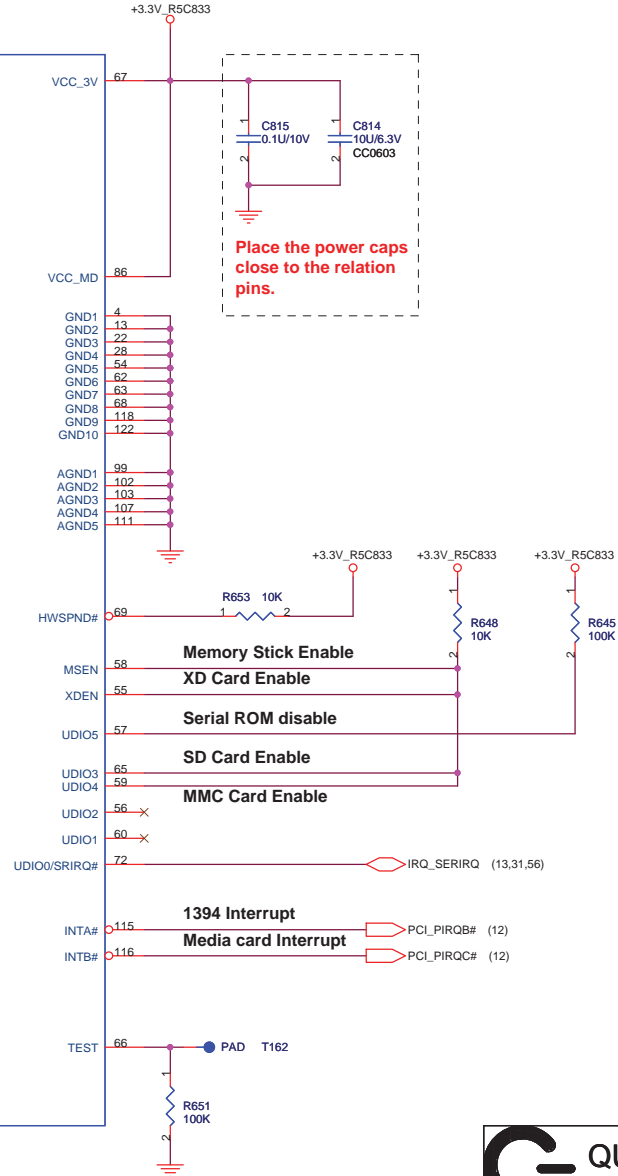 +3.3V_R5C833
VCC_3V 67
1 1
C815 C814
0.1U/10V 10U/6.3V
CC0603
2 2
Place the power caps
close to the relation
pins.
VCC_MD 86
GND1 4
GND2 13
GND3 22
GND4 28
GND5 54
GND6 62
GND7 63
GND8 68
GND9 118
GND10 122
AGND1 99
AGND2 102
AGND3 103
AGND4 107
AGND5 111
+3.3V_R5C833 +3.3V_R5C833 +3.3V_R5C833
R653 10K
HWSPND# 69 1 2
1 1
R648 R645
10K 100K
2 2
Memory Stick Enable
MSEN 58
XD Card Enable
XDEN 55
Serial ROM disable
UDIO5 57
SD Card Enable
UDIO3 65
UDIO4 59
MMC Card Enable
UDIO2 56
UDIO1 60
UDIO0/SRIRQ# 72 IRQ_SERIRQ (13,31,56)
1394 Interrupt
INTA# 115 PCI_PIRQB# (12)
Media card Interrupt
INTB# 116 PCI_PIRQC# (12)
TEST 66 PAD T162
1
R651
100K
2
QU